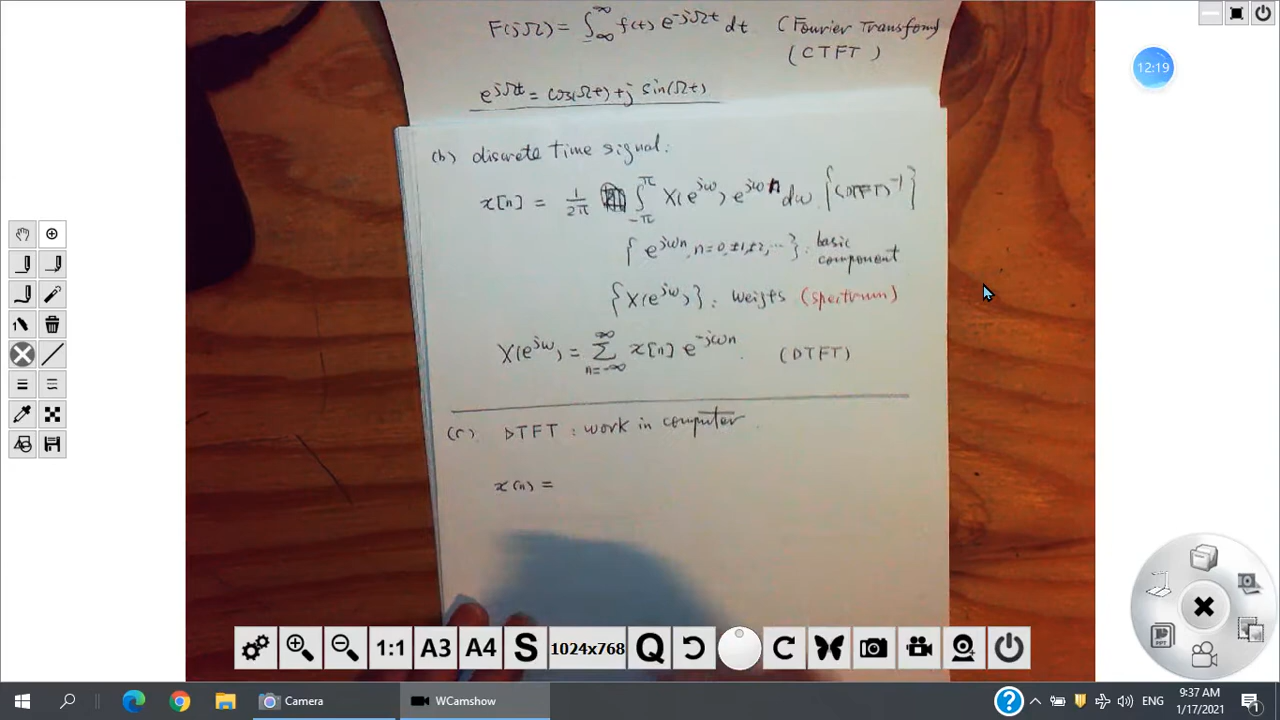 F(jΩ) = ∫_{-∞}^{∞} f(t) e^{-jΩt} dt (Fourier Transfom)
(CTFT)
12:19
e^{jΩt} = cos(Ωt) + j sin(Ωt)
(b) discrete time signal:
x[n] = 1/2π ∫_{-π}^{π} X(e^{jω}) e^{jωn} dω {(DTFT)^{-1}}
{ e^{jωn}, n=0,±1,±2,... } : basic
component
{X(e^{jω})} : weights (spectrum)
X(e^{jω}) = Σ_{n=-∞}^{∞} x[n] e^{-jωn} (DTFT)
(c). DTFT : work in computer.
x(n) =
1:1 A3 A4 S 1024x768 Q
Camera WCamshow ENG 9:37 AM
1/17/2021